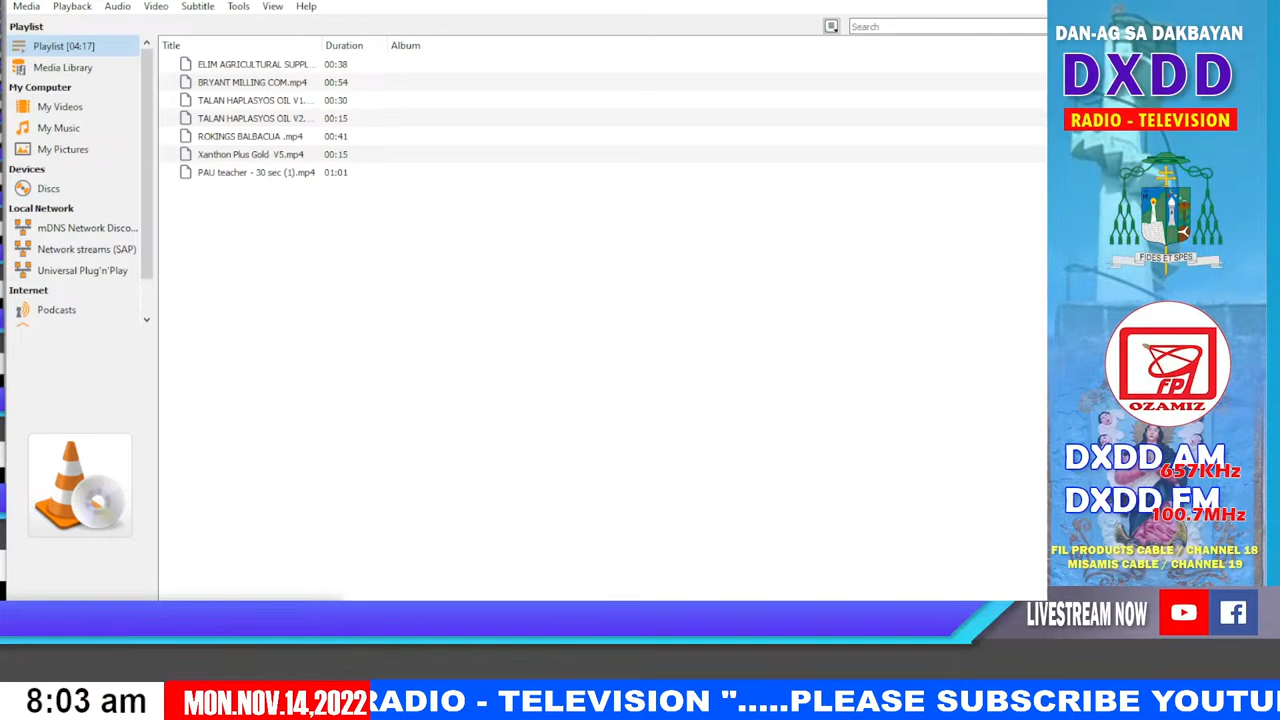 Media Playback Audio Video Subtitle Tools View Help
Playlist
Playlist [04:17]
Media Library
My Computer
My Videos
My Music
My Pictures
Devices
Discs
Local Network
mDNS Network Disco...
Network streams (SAP)
Universal Plug'n'Play
Internet
Podcasts
Search
Title Duration Album
ELIM AGRICULTURAL SUPPL... 00:38
BRYANT MILLING COM.mp4 00:54
TALAN HAPLASYOS OIL V1.... 00:30
TALAN HAPLASYOS OIL V2.... 00:15
ROKINGS BALBACUA .mp4 00:41
Xanthon Plus Gold V5.mp4 00:15
PAU teacher - 30 sec (1).mp4 01:01
DAN-AG SA DAKBAYAN
DXDD
RADIO - TELEVISION
FIDES ET SPES
FP
OZAMIZ
DXDD AM
657KHz
DXDD FM
100.7MHz
FIL PRODUCTS CABLE / CHANNEL 18
MISAMIS CABLE / CHANNEL 19
LIVESTREAM NOW
8:03 am MON.NOV.14,2022 RADIO - TELEVISION ".....PLEASE SUBSCRIBE YOUTU